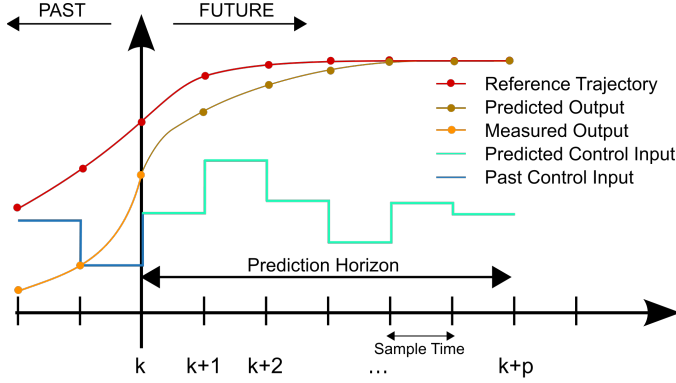 PAST
FUTURE
Reference Trajectory
Predicted Output
Measured Output
Predicted Control Input
Past Control Input
Prediction Horizon
Sample Time
k
k+1
k+2
...
k+p